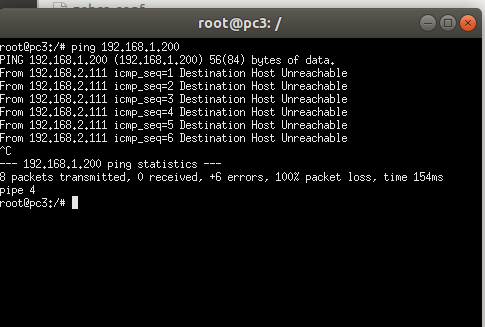 zebra.conf
root@pc3: /
root@pc3:/# ping 192.168.1.200
PING 192.168.1.200 (192.168.1.200) 56(84) bytes of data.
From 192.168.2.111 icmp_seq=1 Destination Host Unreachable
From 192.168.2.111 icmp_seq=2 Destination Host Unreachable
From 192.168.2.111 icmp_seq=3 Destination Host Unreachable
From 192.168.2.111 icmp_seq=4 Destination Host Unreachable
From 192.168.2.111 icmp_seq=5 Destination Host Unreachable
From 192.168.2.111 icmp_seq=6 Destination Host Unreachable
^C
--- 192.168.1.200 ping statistics ---
8 packets transmitted, 0 received, +6 errors, 100% packet loss, time 154ms
pipe 4
root@pc3:/#